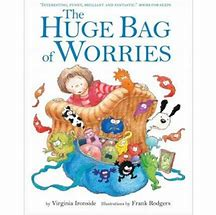 "INTERESTING, FUNNY, BRILLIANT AND FANTASTIC." BOOKS FOR KEEPS
The
HUGE BAG
of WORRIES
by Virginia Ironside Illustrations by Frank Rodgers